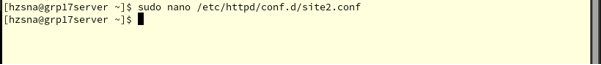 [hzsna@grp17server ~]$ sudo nano /etc/httpd/conf.d/site2.conf
[hzsna@grp17server ~]$